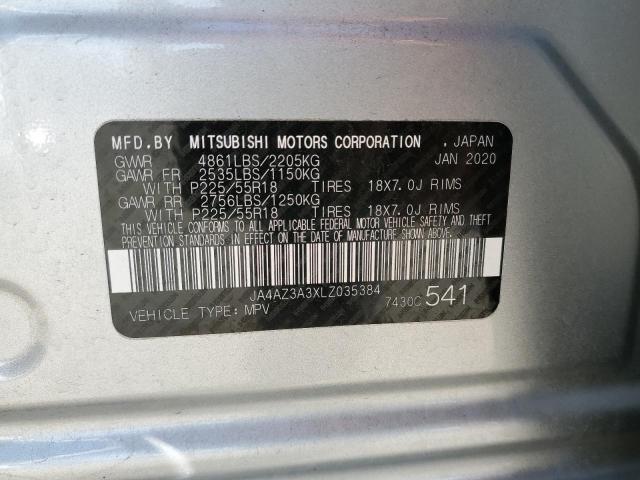 MFD.BY MITSUBISHI MOTORS CORPORATION . JAPAN
GVWR 4861LBS/2205KG JAN 2020
GAWR FR 2535LBS/1150KG
WITH P225/55R18 TIRES 18X7.0J RIMS
GAWR RR 2756LBS/1250KG
WITH P225/55R18 TIRES 18X7.0J RIMS
THIS VEHICLE CONFORMS TO ALL APPLICABLE FEDERAL MOTOR VEHICLE SAFETY AND THEFT
PREVENTION STANDARDS IN EFFECT ON THE DATE OF MANUFACTURE SHOWN ABOVE.
JA4AZ3A3XLZ035384 7430C 541
VEHICLE TYPE: MPV